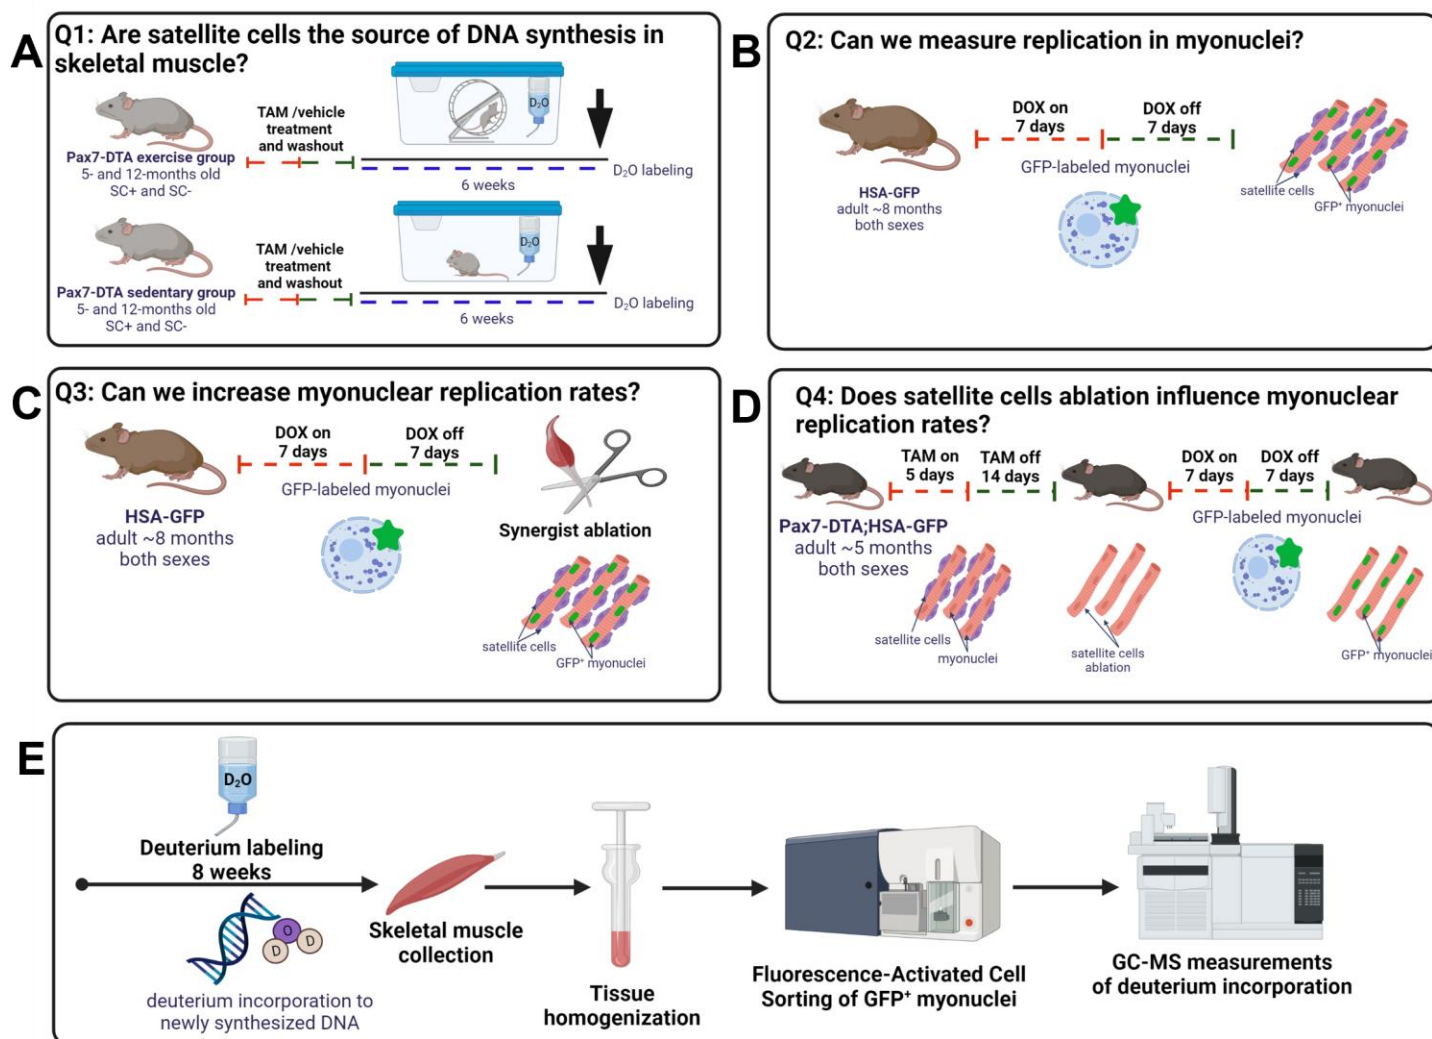 A
Q1: Are satellite cells the source of DNA synthesis in
skeletal muscle?
TAM /vehicle
treatment
and washout
D₂O
Pax7-DTA exercise group
5- and 12-months old
SC+ and SC-
6 weeks
D₂O labeling
TAM /vehicle
treatment
and washout
D₂O
Pax7-DTA sedentary group
5- and 12-months old
SC+ and SC-
6 weeks
D₂O labeling
B
Q2: Can we measure replication in myonuclei?
DOX on
7 days
DOX off
7 days
GFP-labeled myonuclei
HSA-GFP
adult ~8 months
both sexes
satellite cells
GFP⁺ myonuclei
C
Q3: Can we increase myonuclear replication rates?
DOX on
7 days
DOX off
7 days
GFP-labeled myonuclei
HSA-GFP
adult ~8 months
both sexes
Synergist ablation
satellite cells
GFP⁺ myonuclei
D
Q4: Does satellite cells ablation influence myonuclear
replication rates?
TAM on
5 days
TAM off
14 days
DOX on
7 days
DOX off
7 days
GFP-labeled myonuclei
Pax7-DTA;HSA-GFP
adult ~5 months
both sexes
satellite cells
myonuclei
satellite cells
ablation
GFP⁺ myonuclei
E
D₂O
Deuterium labeling
8 weeks
D
O
D
deuterium incorporation to
newly synthesized DNA
Skeletal muscle
collection
Tissue
homogenization
Fluorescence-Activated Cell
Sorting of GFP⁺ myonuclei
GC-MS measurements
of deuterium incorporation